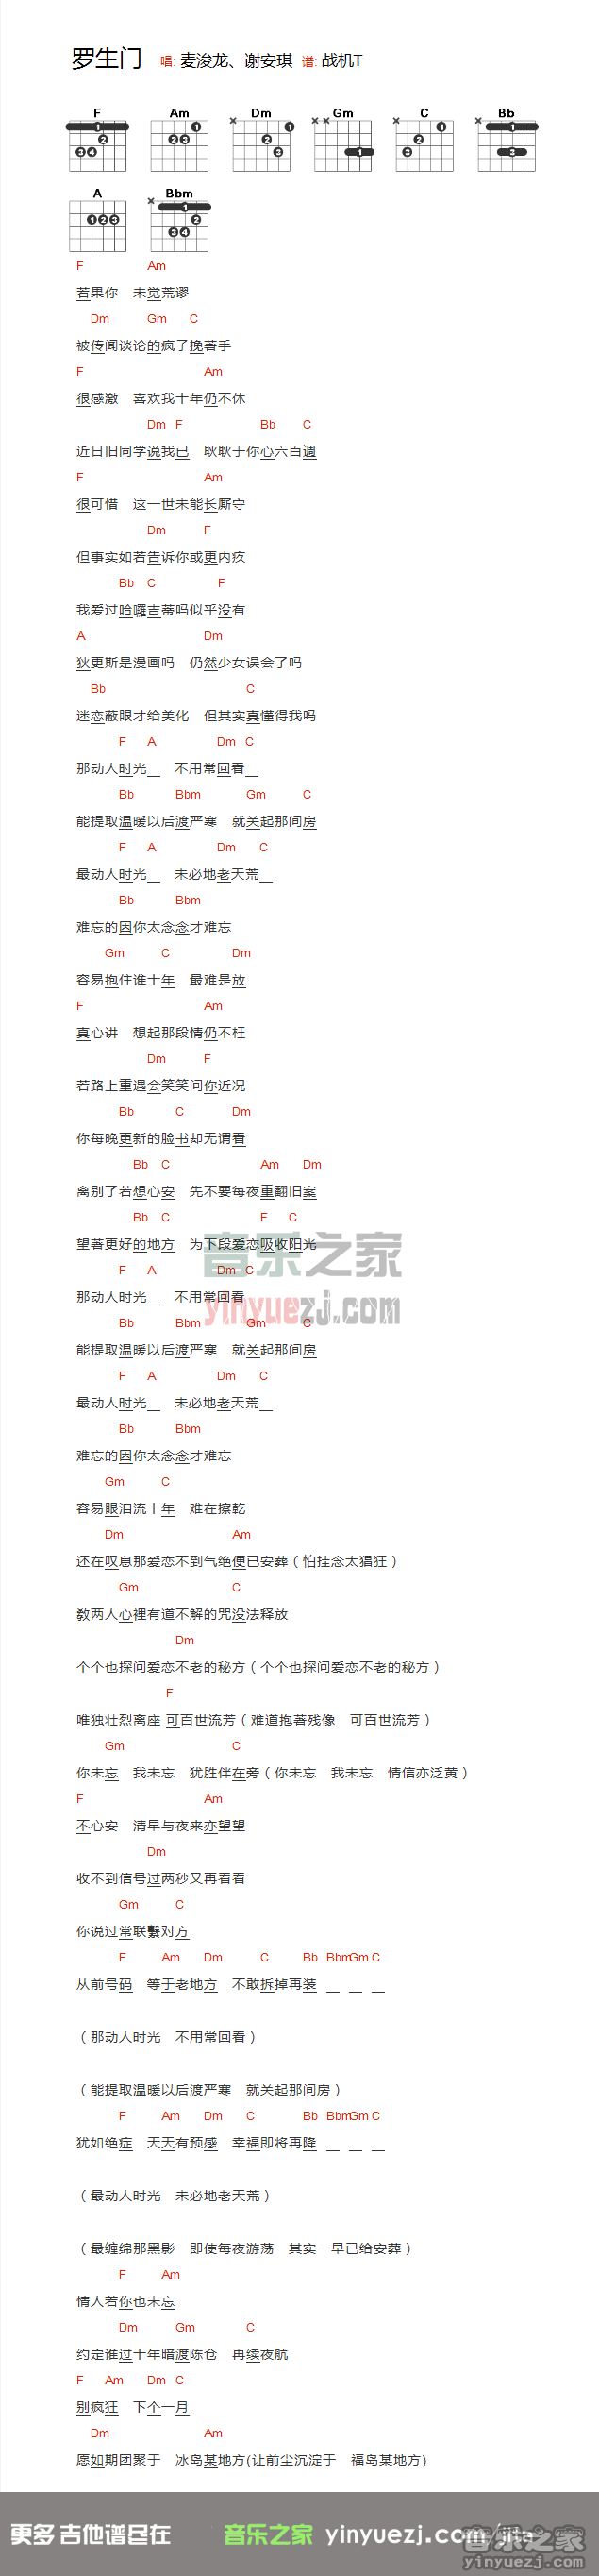 罗生门 唱: 麦浚龙、谢安琪 谱: 战机T
F Am Dm Gm C Bb
A Bbm
F Am
若果你 未觉荒谬
Dm Gm C
被传闻谈论的疯子挽著手
F Am
很感激 喜欢我十年仍不休
Dm F Bb C
近日旧同学说我已 耿耿于你心六百週
F Am
很可惜 这一世未能长厮守
Dm F
但事实如若告诉你或更内疚
Bb C F
我爱过哈囉吉蒂吗似乎没有
A Dm
狄更斯是漫画吗 仍然少女误会了吗
Bb C
迷恋蔽眼才给美化 但其实真懂得我吗
F A Dm C
那动人时光__ 不用常回看__
Bb Bbm Gm C
能提取温暖以后渡严寒 就关起那间房
F A Dm C
最动人时光__ 未必地老天荒__
Bb Bbm
难忘的因你太念念才难忘
Gm C Dm
容易抱住谁十年 最难是放
F Am
真心讲 想起那段情仍不枉
Dm F
若路上重遇会笑笑问你近况
Bb C Dm
你每晚更新的脸书却无谓看
Bb C Am Dm
离别了若想心安 先不要每夜重翻旧案
Bb C F C
望著更好的地方 为下段爱恋吸收阳光
F A Dm C
那动人时光__ 不用常回看__
Bb Bbm Gm C
能提取温暖以后渡严寒 就关起那间房
F A Dm C
最动人时光__ 未必地老天荒__
Bb Bbm
难忘的因你太念念才难忘
Gm C
容易眼泪流十年 难在擦乾
Dm Am
还在叹息那爱恋不到气绝便已安葬（怕挂念太猖狂）
Gm C
教两人心裡有道不解的咒没法释放
Dm
个个也探问爱恋不老的秘方（个个也探问爱恋不老的秘方）
F
唯独壮烈离座 可百世流芳（难道抱著残像 可百世流芳）
Gm C
你未忘 我未忘 犹胜伴在旁（你未忘 我未忘 情信亦泛黄）
F Am
不心安 清早与夜来亦望望
Dm
收不到信号过两秒又再看看
Gm C
你说过常联繫对方
F Am Dm C Bb Bbm Gm C
从前号码 等于老地方 不敢拆掉再装 __ __ __
（那动人时光 不用常回看）
（能提取温暖以后渡严寒 就关起那间房）
F Am Dm C Bb Bbm Gm C
犹如绝症 天天有预感 幸福即将再降 __ __ __
（最动人时光 未必地老天荒）
（最缠绵那黑影 即使每夜游荡 其实一早已给安葬）
F Am
情人若你也未忘
Dm Gm C
约定谁过十年暗渡陈仓 再续夜航
F Am Dm C
别疯狂 下个一月
Dm Am
愿如期团聚于 冰岛某地方(让前尘沉淀于 福岛某地方)
音乐之家
yinyuezj.com
更多 吉他谱尽在 音乐之家 yinyuezj.com /jita
音乐之家
yinyuezj.com